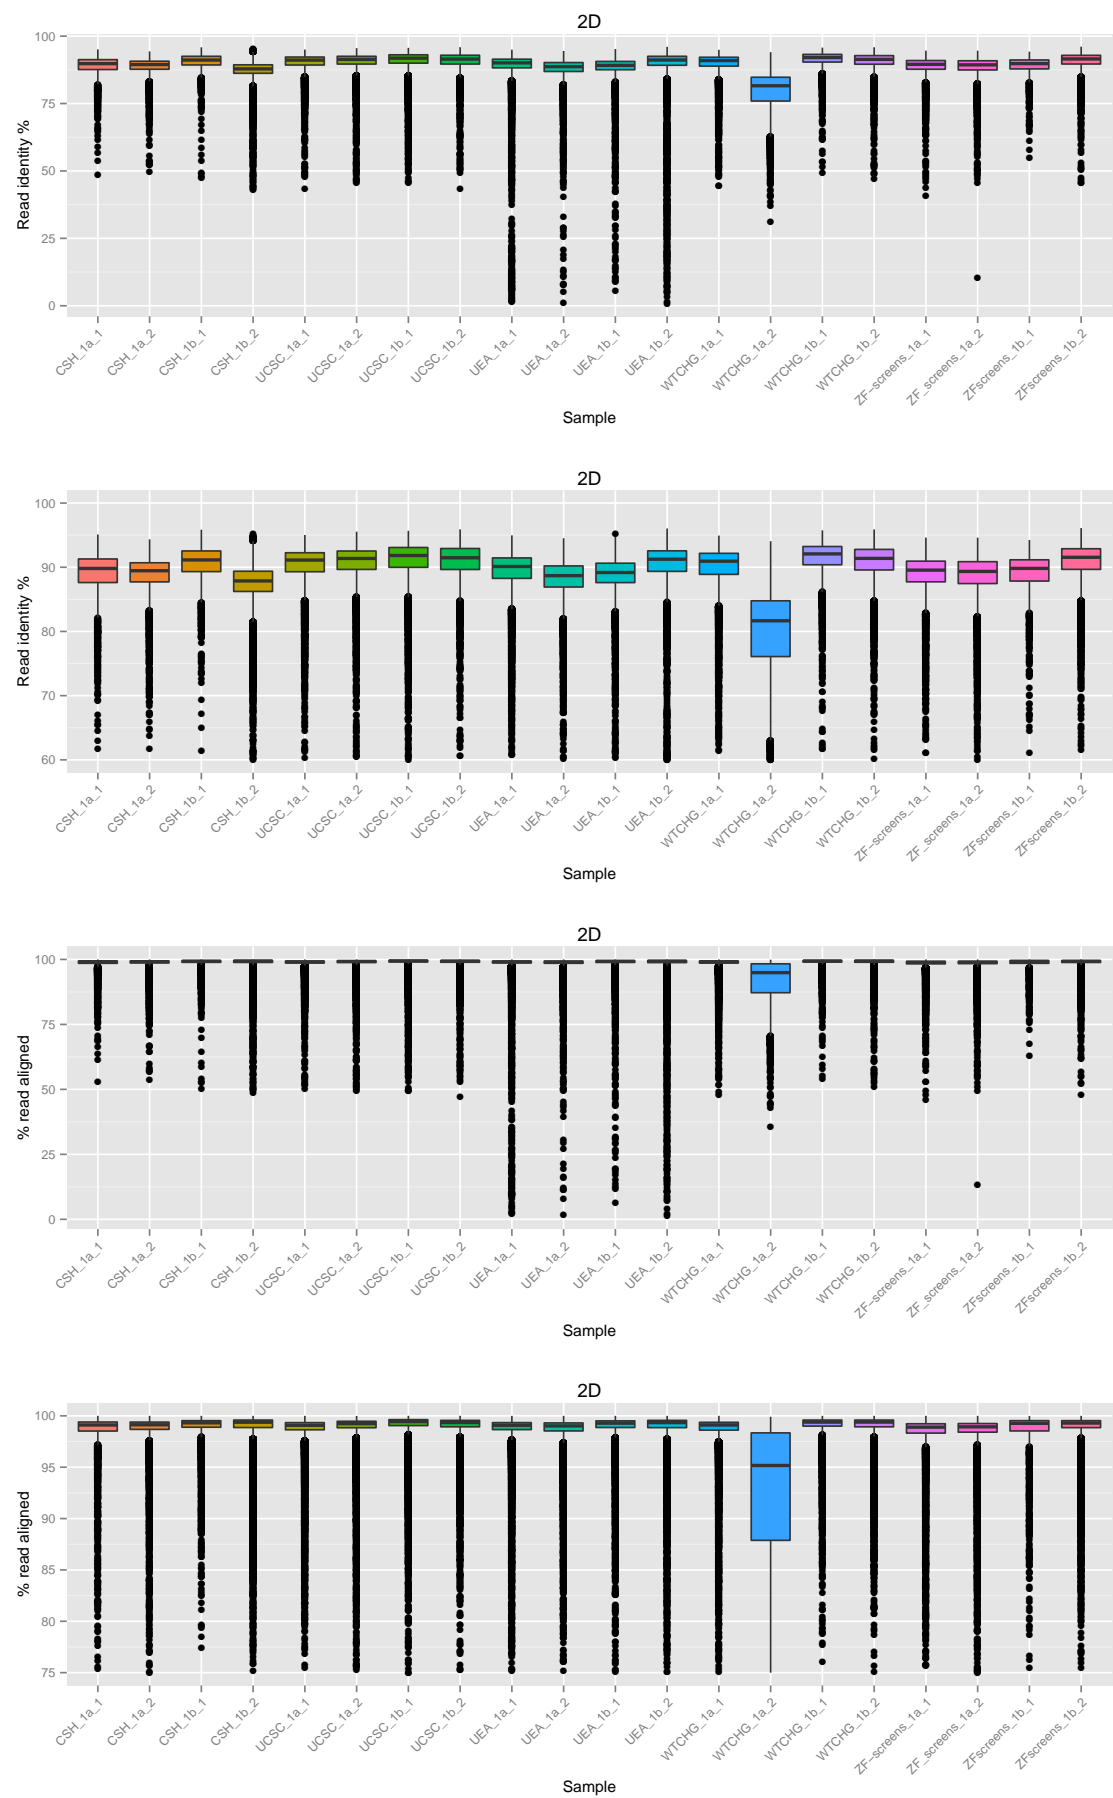 2D
Read identity %
100
75
50
25
0
CSH_1a_1
CSH_1a_2
CSH_1b_1
CSH_1b_2
UCSC_1a_1
UCSC_1a_2
UCSC_1b_1
UCSC_1b_2
UEA_1a_1
UEA_1a_2
UEA_1b_1
UEA_1b_2
WTCHG_1a_1
WTCHG_1a_2
WTCHG_1b_1
WTCHG_1b_2
ZF−screens_1a_1
ZF_screens_1a_2
ZFscreens_1b_1
ZFscreens_1b_2
Sample
2D
Read identity %
100
90
80
70
60
CSH_1a_1
CSH_1a_2
CSH_1b_1
CSH_1b_2
UCSC_1a_1
UCSC_1a_2
UCSC_1b_1
UCSC_1b_2
UEA_1a_1
UEA_1a_2
UEA_1b_1
UEA_1b_2
WTCHG_1a_1
WTCHG_1a_2
WTCHG_1b_1
WTCHG_1b_2
ZF−screens_1a_1
ZF_screens_1a_2
ZFscreens_1b_1
ZFscreens_1b_2
Sample
2D
% read aligned
100
75
50
25
0
CSH_1a_1
CSH_1a_2
CSH_1b_1
CSH_1b_2
UCSC_1a_1
UCSC_1a_2
UCSC_1b_1
UCSC_1b_2
UEA_1a_1
UEA_1a_2
UEA_1b_1
UEA_1b_2
WTCHG_1a_1
WTCHG_1a_2
WTCHG_1b_1
WTCHG_1b_2
ZF−screens_1a_1
ZF_screens_1a_2
ZFscreens_1b_1
ZFscreens_1b_2
Sample
2D
% read aligned
100
95
90
85
80
75
CSH_1a_1
CSH_1a_2
CSH_1b_1
CSH_1b_2
UCSC_1a_1
UCSC_1a_2
UCSC_1b_1
UCSC_1b_2
UEA_1a_1
UEA_1a_2
UEA_1b_1
UEA_1b_2
WTCHG_1a_1
WTCHG_1a_2
WTCHG_1b_1
WTCHG_1b_2
ZF−screens_1a_1
ZF_screens_1a_2
ZFscreens_1b_1
ZFscreens_1b_2
Sample